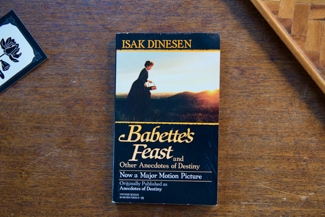 ISAK DINESEN
Babette's
Feast and
Other Anecdotes of Destiny
Now a Major Motion Picture
Originally Published as
Anecdotes of Destiny